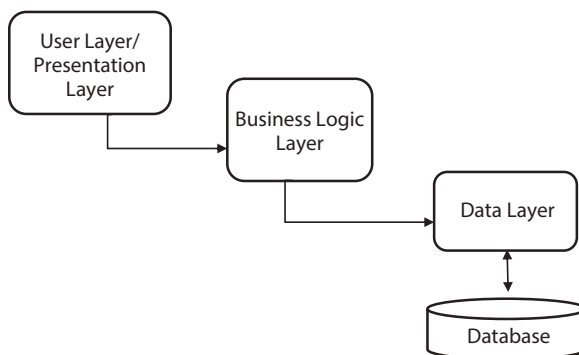 User Layer/
Presentation
Layer
Business Logic
Layer
Data Layer
Database